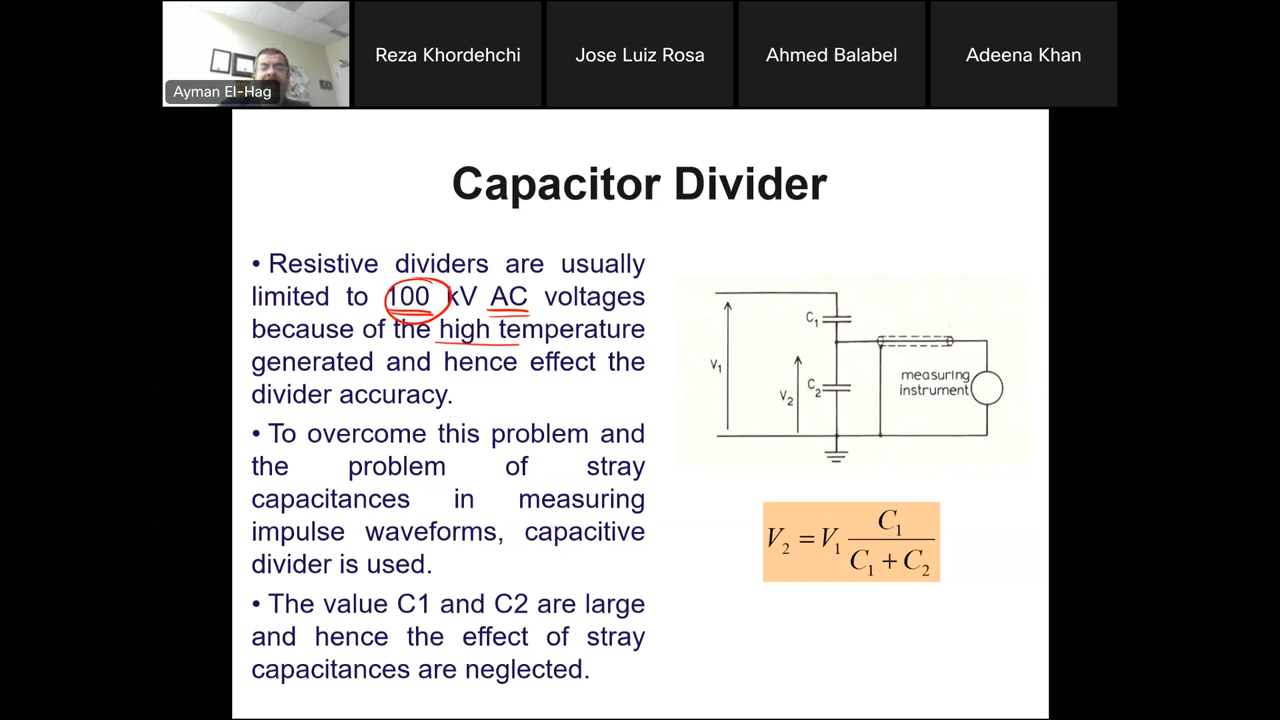 Ayman El-Hag
Reza Khordehchi
Jose Luiz Rosa
Ahmed Balabel
Adeena Khan
Capacitor Divider
• Resistive dividers are usually
limited to 100 kV AC voltages
because of the high temperature
generated and hence effect the
divider accuracy.
• To overcome this problem and
the problem of stray
capacitances in measuring
impulse waveforms, capacitive
divider is used.
• The value C1 and C2 are large
and hence the effect of stray
capacitances are neglected.
C₁
V₁
V₂
C₂
measuring
instrument
V₂ = V₁ C₁ / (C₁ + C₂)